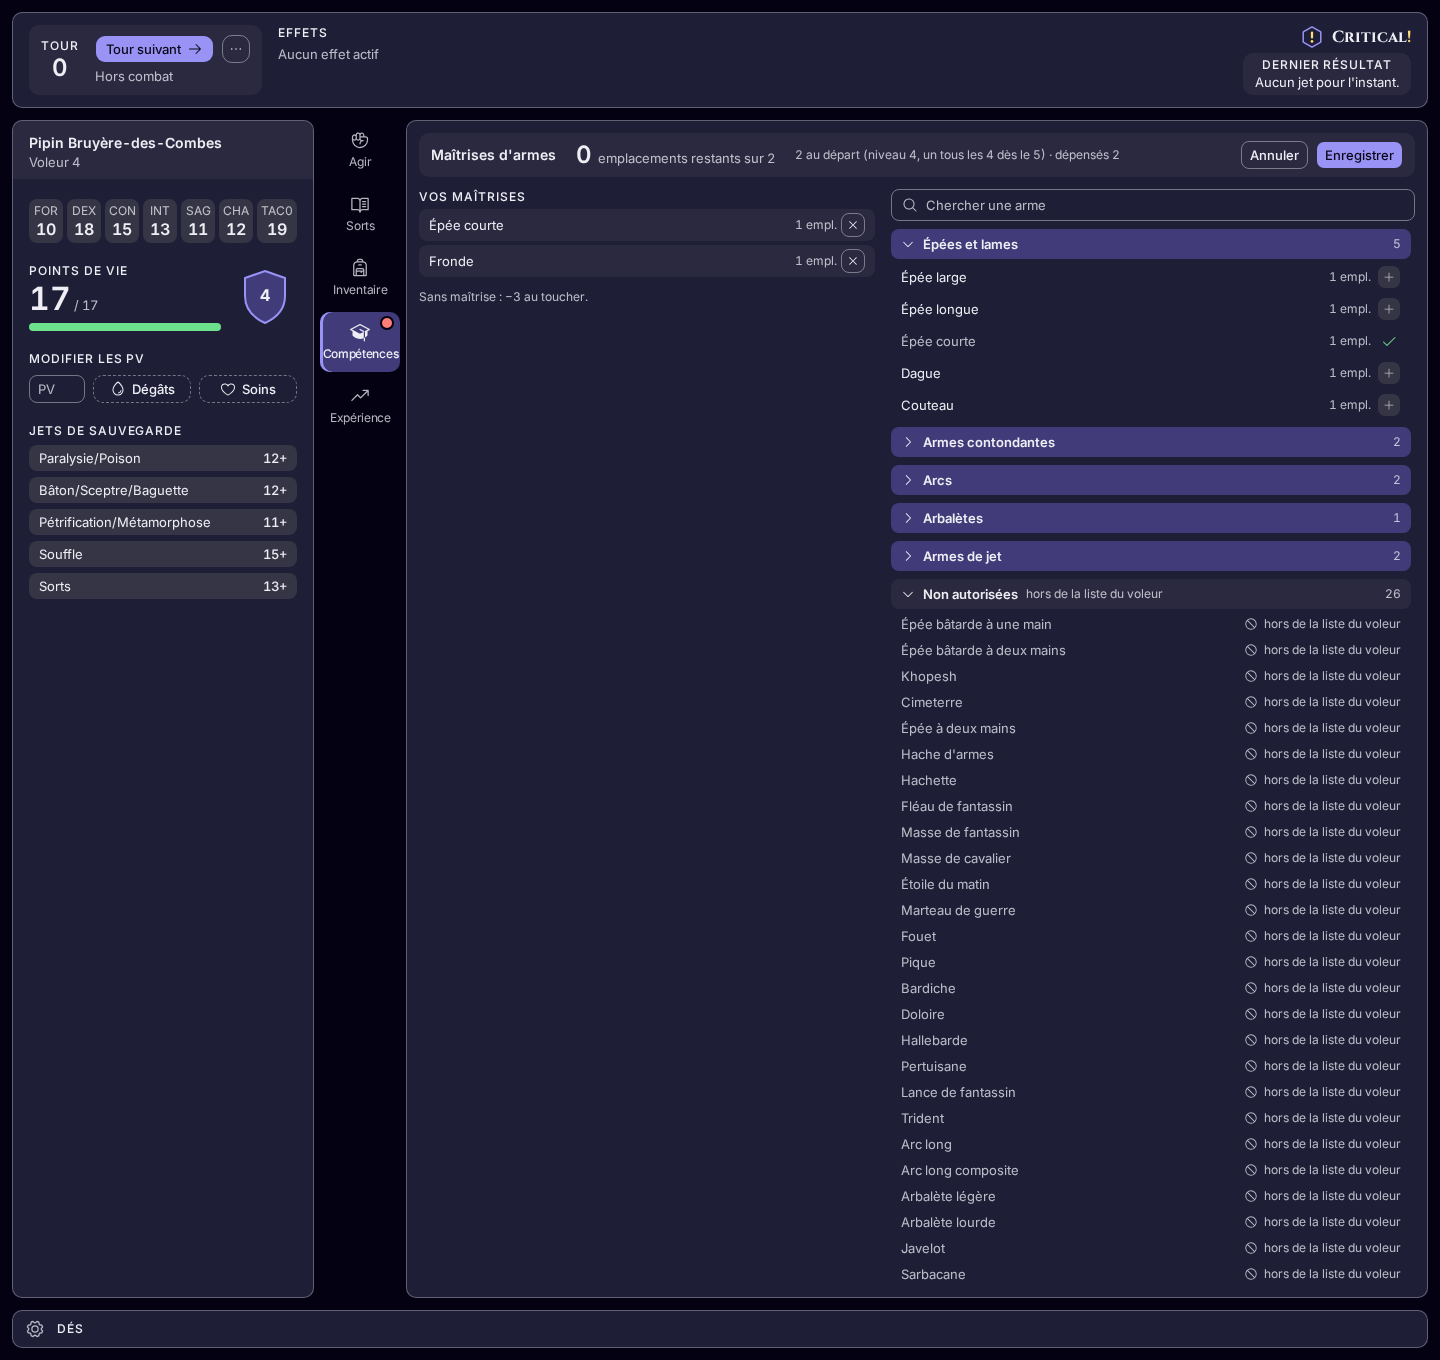 TOUR
0
Tour suivant
Hors combat
EFFETS
Aucun effet actif
CRITICAL!
DERNIER RÉSULTAT
Aucun jet pour l'instant.
Pipin Bruyère-des-Combes
Voleur 4
FOR DEX CON INT SAG CHA TAC0
10 18 15 13 11 12 19
POINTS DE VIE
17 / 17
4
MODIFIER LES PV
PV Dégâts Soins
JETS DE SAUVEGARDE
Paralysie/Poison 12+
Bâton/Sceptre/Baguette 12+
Pétrification/Métamorphose 11+
Souffle 15+
Sorts 13+
Agir
Sorts
Inventaire
Compétences
Expérience
Maîtrises d'armes 0 emplacements restants sur 2 2 au départ (niveau 4, un tous les 4 dès le 5) · dépensés 2 Annuler Enregistrer
VOS MAÎTRISES
Épée courte 1 empl.
Fronde 1 empl.
Sans maîtrise : −3 au toucher.
Chercher une arme
Épées et lames 5
Épée large 1 empl.
Épée longue 1 empl.
Épée courte 1 empl.
Dague 1 empl.
Couteau 1 empl.
Armes contondantes 2
Arcs 2
Arbalètes 1
Armes de jet 2
Non autorisées hors de la liste du voleur 26
Épée bâtarde à une main hors de la liste du voleur
Épée bâtarde à deux mains hors de la liste du voleur
Khopesh hors de la liste du voleur
Cimeterre hors de la liste du voleur
Épée à deux mains hors de la liste du voleur
Hache d'armes hors de la liste du voleur
Hachette hors de la liste du voleur
Fléau de fantassin hors de la liste du voleur
Masse de fantassin hors de la liste du voleur
Masse de cavalier hors de la liste du voleur
Étoile du matin hors de la liste du voleur
Marteau de guerre hors de la liste du voleur
Fouet hors de la liste du voleur
Pique hors de la liste du voleur
Bardiche hors de la liste du voleur
Doloire hors de la liste du voleur
Hallebarde hors de la liste du voleur
Pertuisane hors de la liste du voleur
Lance de fantassin hors de la liste du voleur
Trident hors de la liste du voleur
Arc long hors de la liste du voleur
Arc long composite hors de la liste du voleur
Arbalète légère hors de la liste du voleur
Arbalète lourde hors de la liste du voleur
Javelot hors de la liste du voleur
Sarbacane hors de la liste du voleur
DÉS